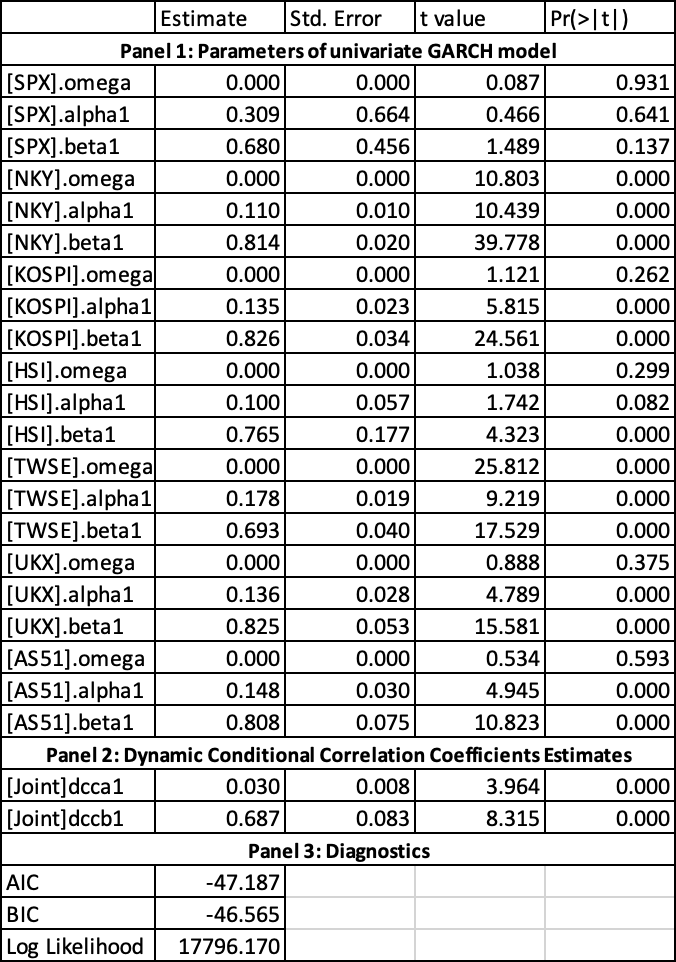 Estimate Std. Error t value Pr(>|t|)
Panel 1: Parameters of univariate GARCH model
[SPX].omega 0.000 0.000 0.087 0.931
[SPX].alpha1 0.309 0.664 0.466 0.641
[SPX].beta1 0.680 0.456 1.489 0.137
[NKY].omega 0.000 0.000 10.803 0.000
[NKY].alpha1 0.110 0.010 10.439 0.000
[NKY].beta1 0.814 0.020 39.778 0.000
[KOSPI].omega 0.000 0.000 1.121 0.262
[KOSPI].alpha1 0.135 0.023 5.815 0.000
[KOSPI].beta1 0.826 0.034 24.561 0.000
[HSI].omega 0.000 0.000 1.038 0.299
[HSI].alpha1 0.100 0.057 1.742 0.082
[HSI].beta1 0.765 0.177 4.323 0.000
[TWSE].omega 0.000 0.000 25.812 0.000
[TWSE].alpha1 0.178 0.019 9.219 0.000
[TWSE].beta1 0.693 0.040 17.529 0.000
[UKX].omega 0.000 0.000 0.888 0.375
[UKX].alpha1 0.136 0.028 4.789 0.000
[UKX].beta1 0.825 0.053 15.581 0.000
[AS51].omega 0.000 0.000 0.534 0.593
[AS51].alpha1 0.148 0.030 4.945 0.000
[AS51].beta1 0.808 0.075 10.823 0.000
Panel 2: Dynamic Conditional Correlation Coefficients Estimates
[Joint]dcca1 0.030 0.008 3.964 0.000
[Joint]dccb1 0.687 0.083 8.315 0.000
Panel 3: Diagnostics
AIC -47.187
BIC -46.565
Log Likelihood 17796.170